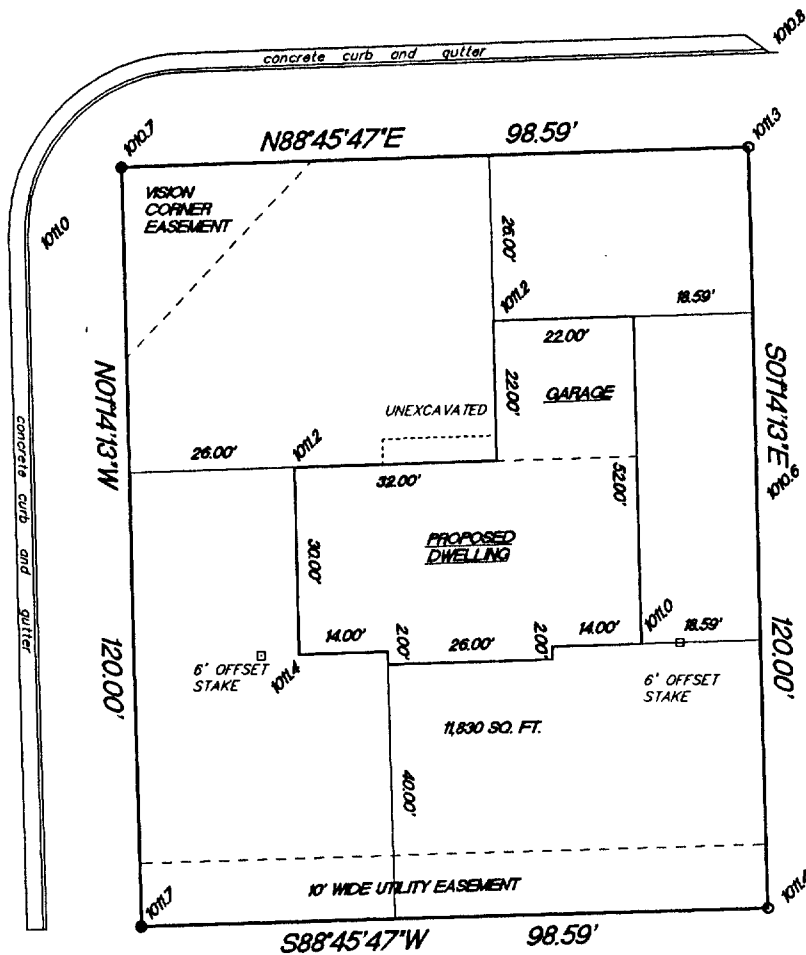 1010.8
concrete curb and gutter
1010.7
N88°45'47"E 98.59'
1011.3
VISION
CORNER
EASEMENT
1011.0
26.00'
1011.2
18.59'
22.00'
N01°14'13"W
S01°14'13"E
22.00'
GARAGE
UNEXCAVATED
1011.2
26.00'
32.00'
52.00'
1010.9
concrete curb and gutter
30.00'
PROPOSED
DWELLING
14.00'
2.00'
26.00'
2.00'
14.00'
1011.0
18.59'
120.00'
120.00'
6' OFFSET
STAKE
1011.4
6' OFFSET
STAKE
11,830 SQ. FT.
40.00'
10' WIDE UTILITY EASEMENT
1011.7
S88°45'47"W 98.59'